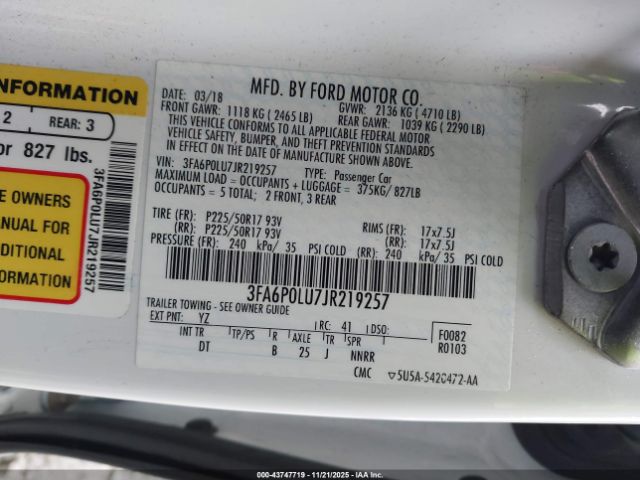 NFORMATION
2 REAR: 3
or 827 lbs.
E OWNERS
ANUAL FOR
DITIONAL
FORMATION
3FA6P0LU7JR219257
MFD. BY FORD MOTOR CO.
DATE: 03/18 GVWR: 2136 KG ( 4710 LB)
FRONT GAWR: 1118 KG ( 2465 LB) REAR GAWR: 1039 KG ( 2290 LB)
THIS VEHICLE CONFORMS TO ALL APPLICABLE FEDERAL MOTOR
VEHICLE SAFETY, BUMPER, AND THEFT PREVENTION STANDARDS
IN EFFECT ON THE DATE OF MANUFACTURE SHOWN ABOVE.
VIN: 3FA6P0LU7JR219257 TYPE: Passenger Car
MAXIMUM LOAD = OCCUPANTS + LUGGAGE = 375KG/ 827LB
OCCUPANTS = 5 TOTAL; 2 FRONT, 3 REAR
TIRE (FR): P225/50R17 93V RIMS (FR): 17x7.5J
(RR): P225/50R17 93V (RR): 17x7.5J
PRESSURE (FR): 240 kPa/ 35 PSI COLD (RR): 240 kPa/ 35 PSI COLD
3FA6P0LU7JR219257
TRAILER TOWING - SEE OWNER GUIDE
EXT PNT: YZ RC: 41 DSO: F0082
INT TR TP/PS R AXLE TR SPR R0103
DT B 25 J NNRR
CMC ▽5U5A-5420472-AA
OWNER: 43747719 - 11/21/2025 - IAA, INC.